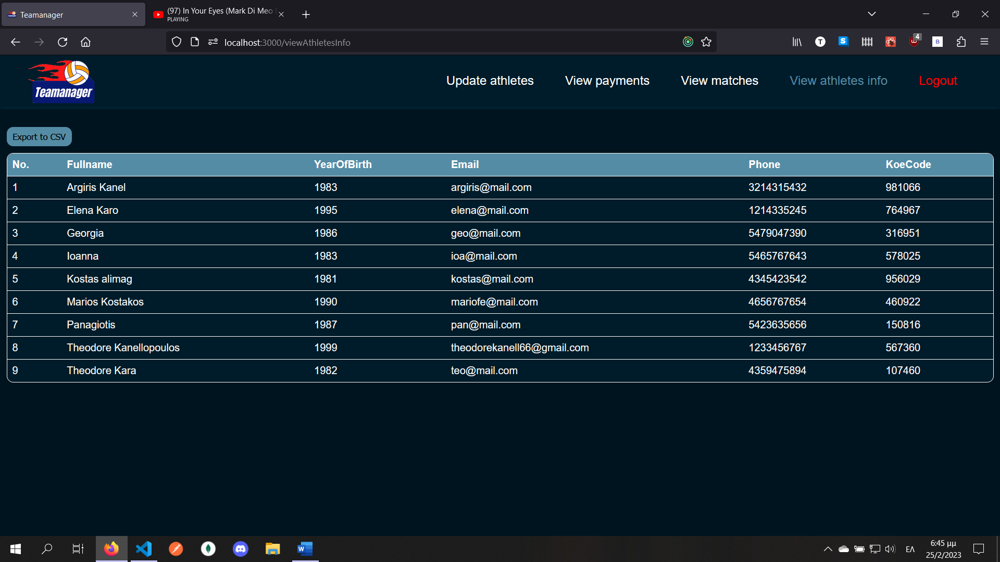 Teamanager
(97) In Your Eyes (Mark Di Meo
PLAYING
localhost:3000/viewAthletesInfo
T
S
4
B
Teamanager
Update athletes
View payments
View matches
View athletes info
Logout
Export to CSV
No. Fullname YearOfBirth Email Phone KoeCode
1 Argiris Kanel 1983 argiris@mail.com 3214315432 981066
2 Elena Karo 1995 elena@mail.com 1214335245 764967
3 Georgia 1986 geo@mail.com 5479047390 316951
4 Ioanna 1983 ioa@mail.com 5465767643 578025
5 Kostas alimag 1981 kostas@mail.com 4345423542 956029
6 Marios Kostakos 1990 mariofe@mail.com 4656767654 460922
7 Panagiotis 1987 pan@mail.com 5423635656 150816
8 Theodore Kanellopoulos 1999 theodorekanell66@gmail.com 1233456767 567360
9 Theodore Kara 1982 teo@mail.com 4359475894 107460
W
ΕΛ
6:45 μμ
25/2/2023